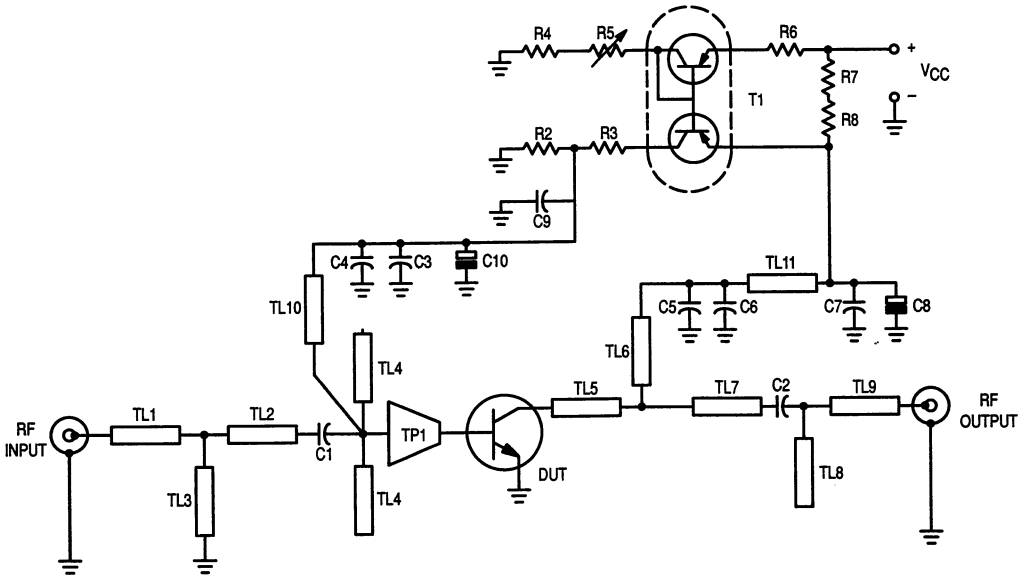 R4
R5
R6
+
VCC
−
R7
T1
R8
R2
R3
C9
C4
C3
C10
TL11
TL10
C5
C6
C7
C8
TL4
TL6
TL5
TL7
C2
TL9
RF
OUTPUT
TL1
TL2
RF
INPUT
C1
TP1
DUT
TL3
TL4
TL8